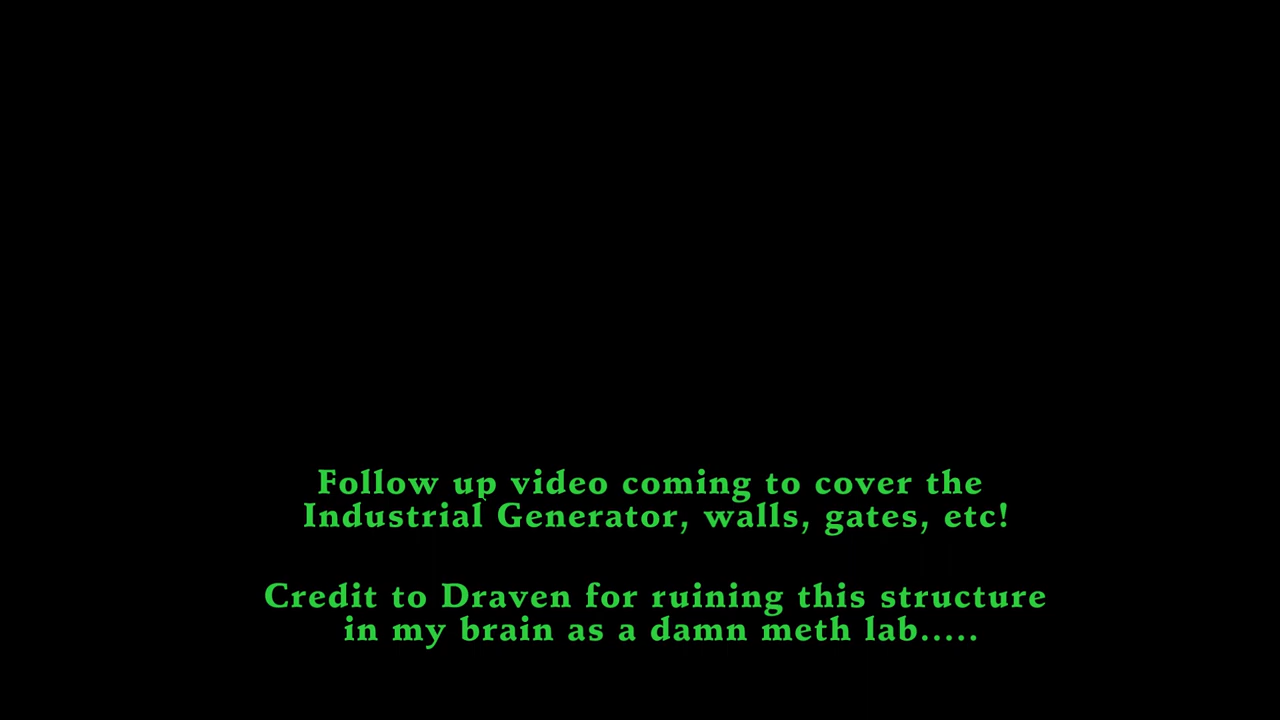 Follow up video coming to cover the
Industrial Generator, walls, gates, etc!
Credit to Draven for ruining this structure
in my brain as a damn meth lab.....